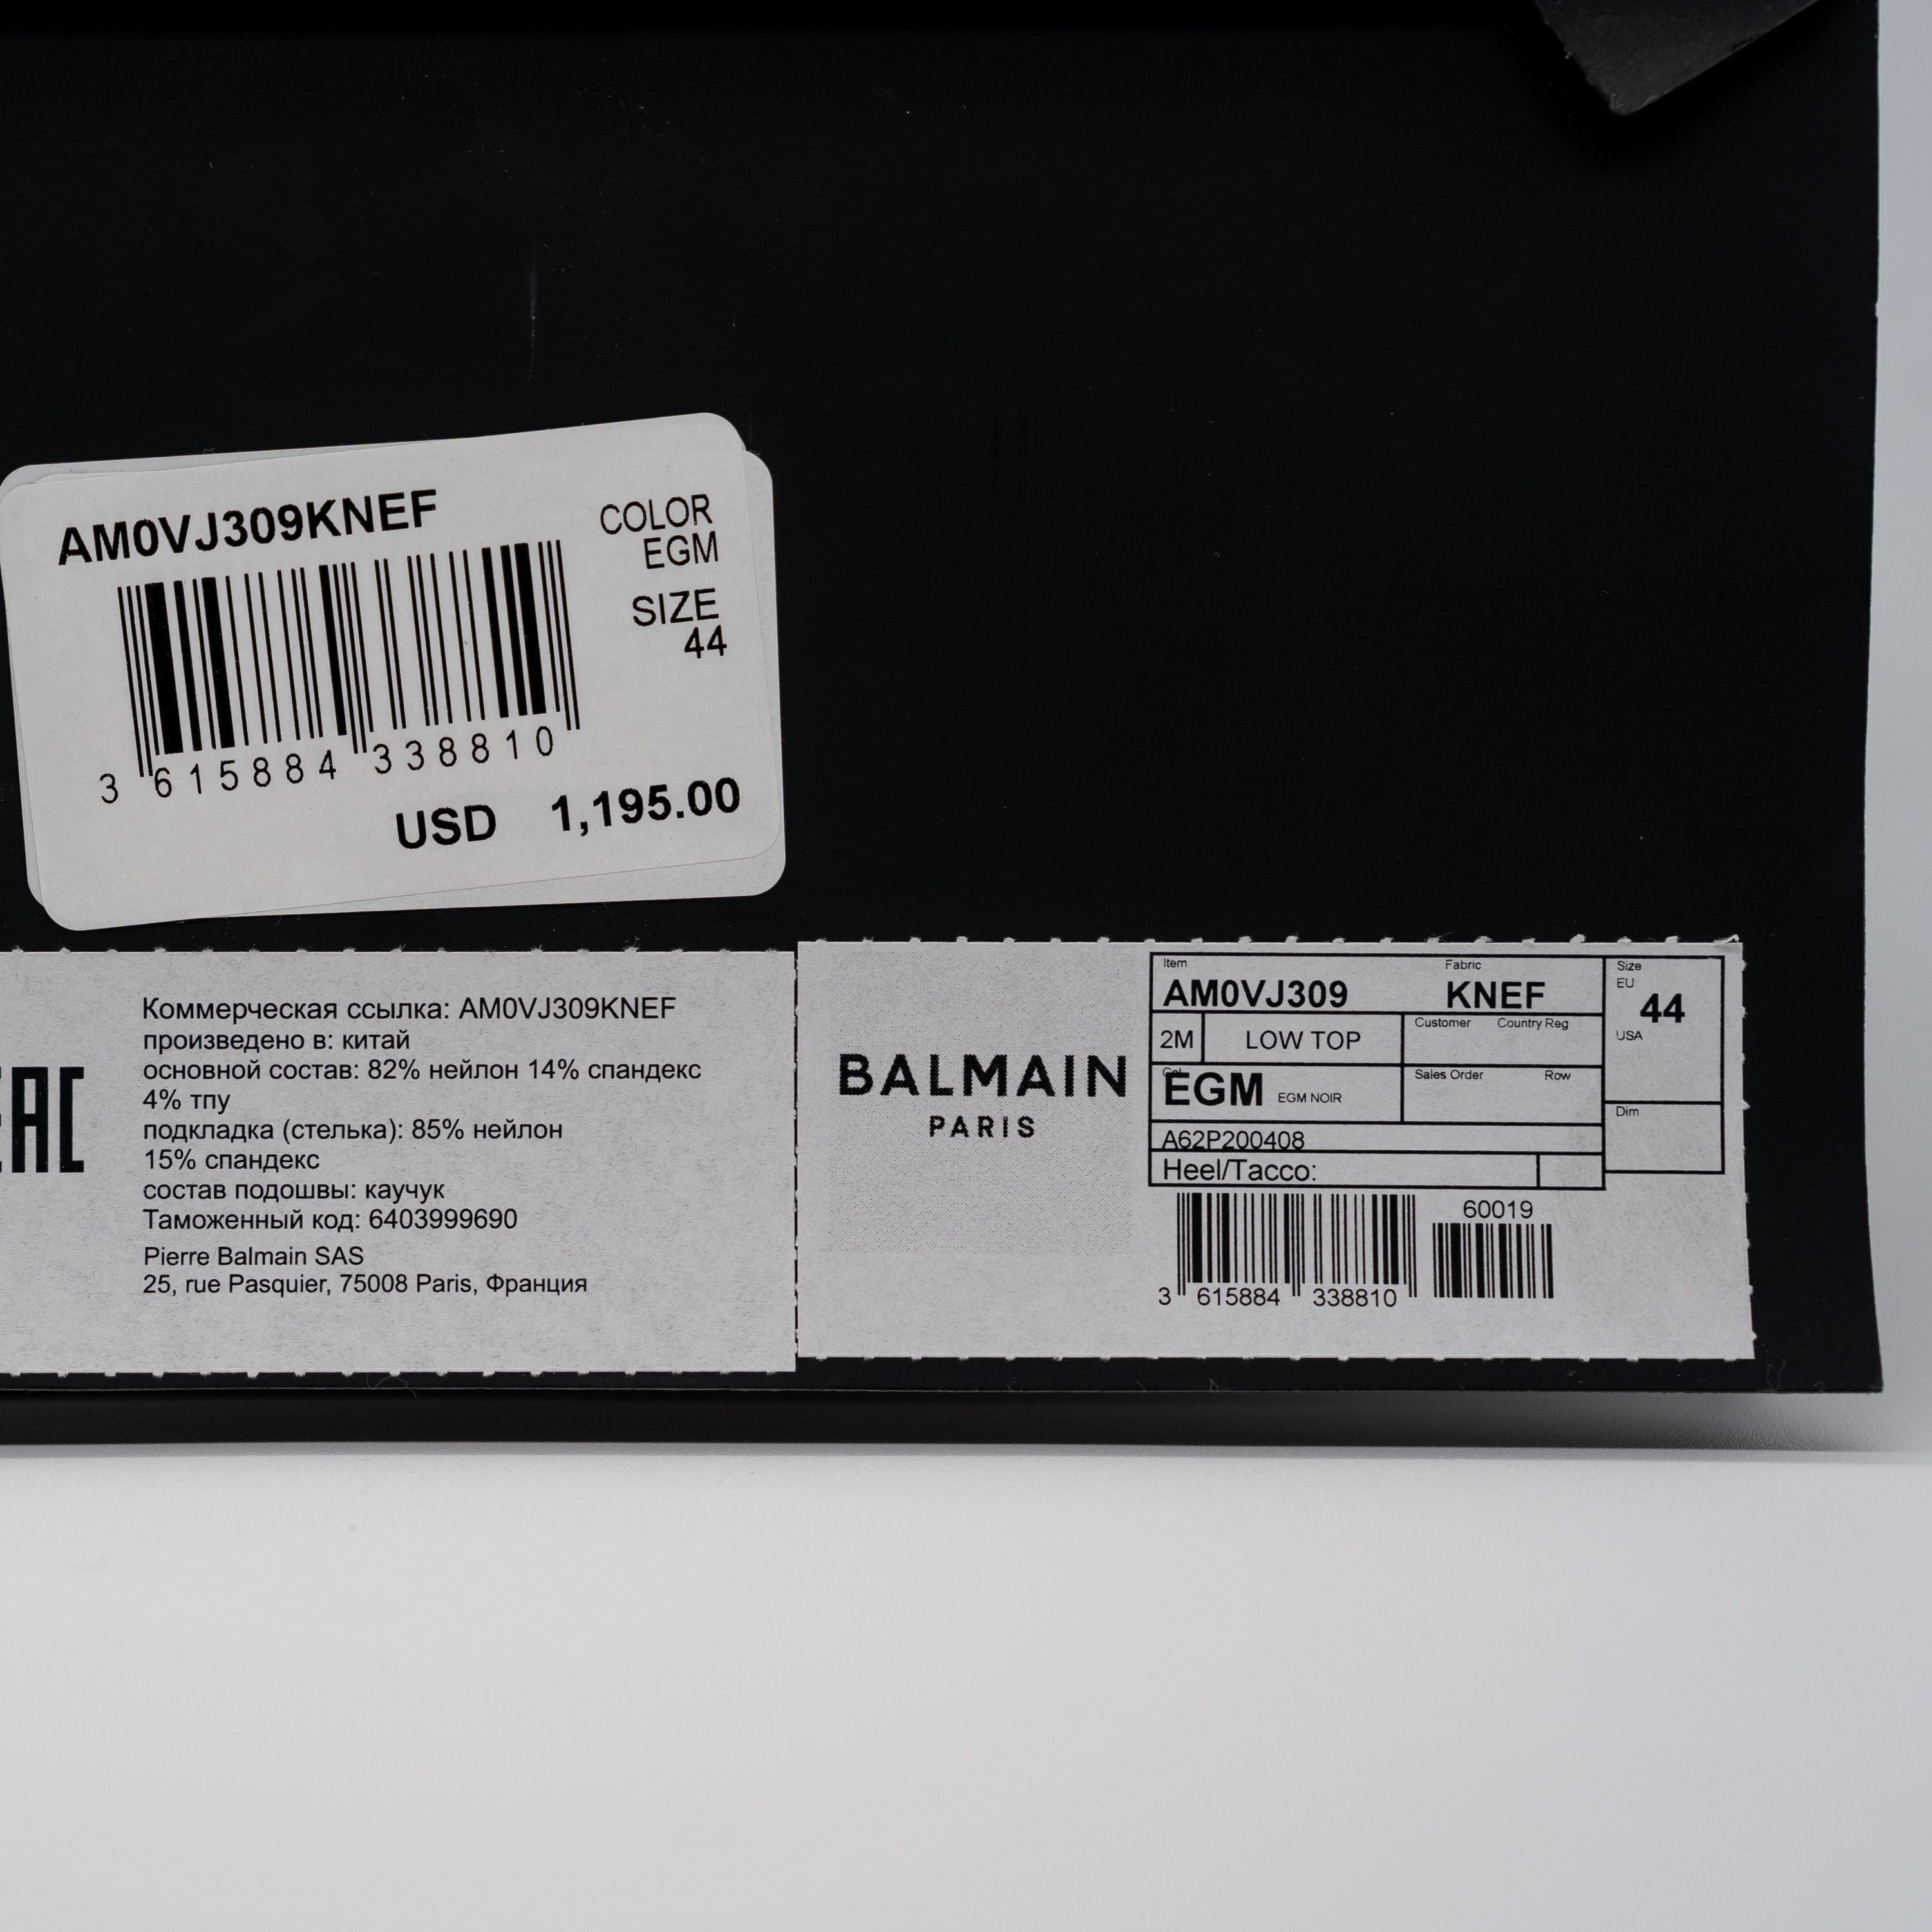 AM0VJ309KNEF
COLOR
EGM
SIZE
44
3 615884 338810
USD 1,195.00
EAC
Коммерческая ссылка: AM0VJ309KNEF
произведено в: китай
основной состав: 82% нейлон 14% спандекс
4% тпу
подкладка (стелька): 85% нейлон
15% спандекс
состав подошвы: каучук
Таможенный код: 6403999690
Pierre Balmain SAS
25, rue Pasquier, 75008 Paris, Франция
BALMAIN
PARIS
Item Fabric Size
AM0VJ309 KNEF EU 44
2M LOW TOP Customer Country Reg USA
Col
EGM EGM NOIR Sales Order Row
Dim
A62P200408
Heel/Tacco:
60019
3 615884 338810